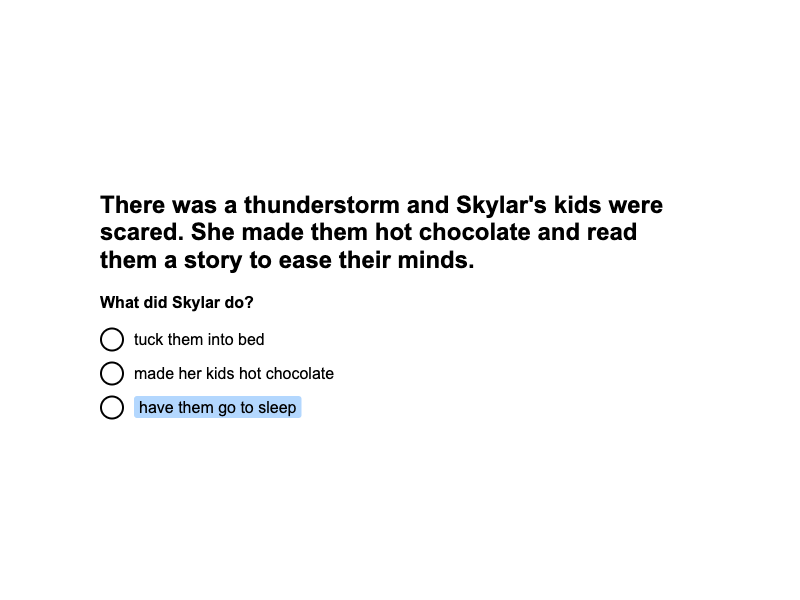 There was a thunderstorm and Skylar's kids were
scared. She made them hot chocolate and read
them a story to ease their minds.
What did Skylar do?
tuck them into bed
made her kids hot chocolate
have them go to sleep